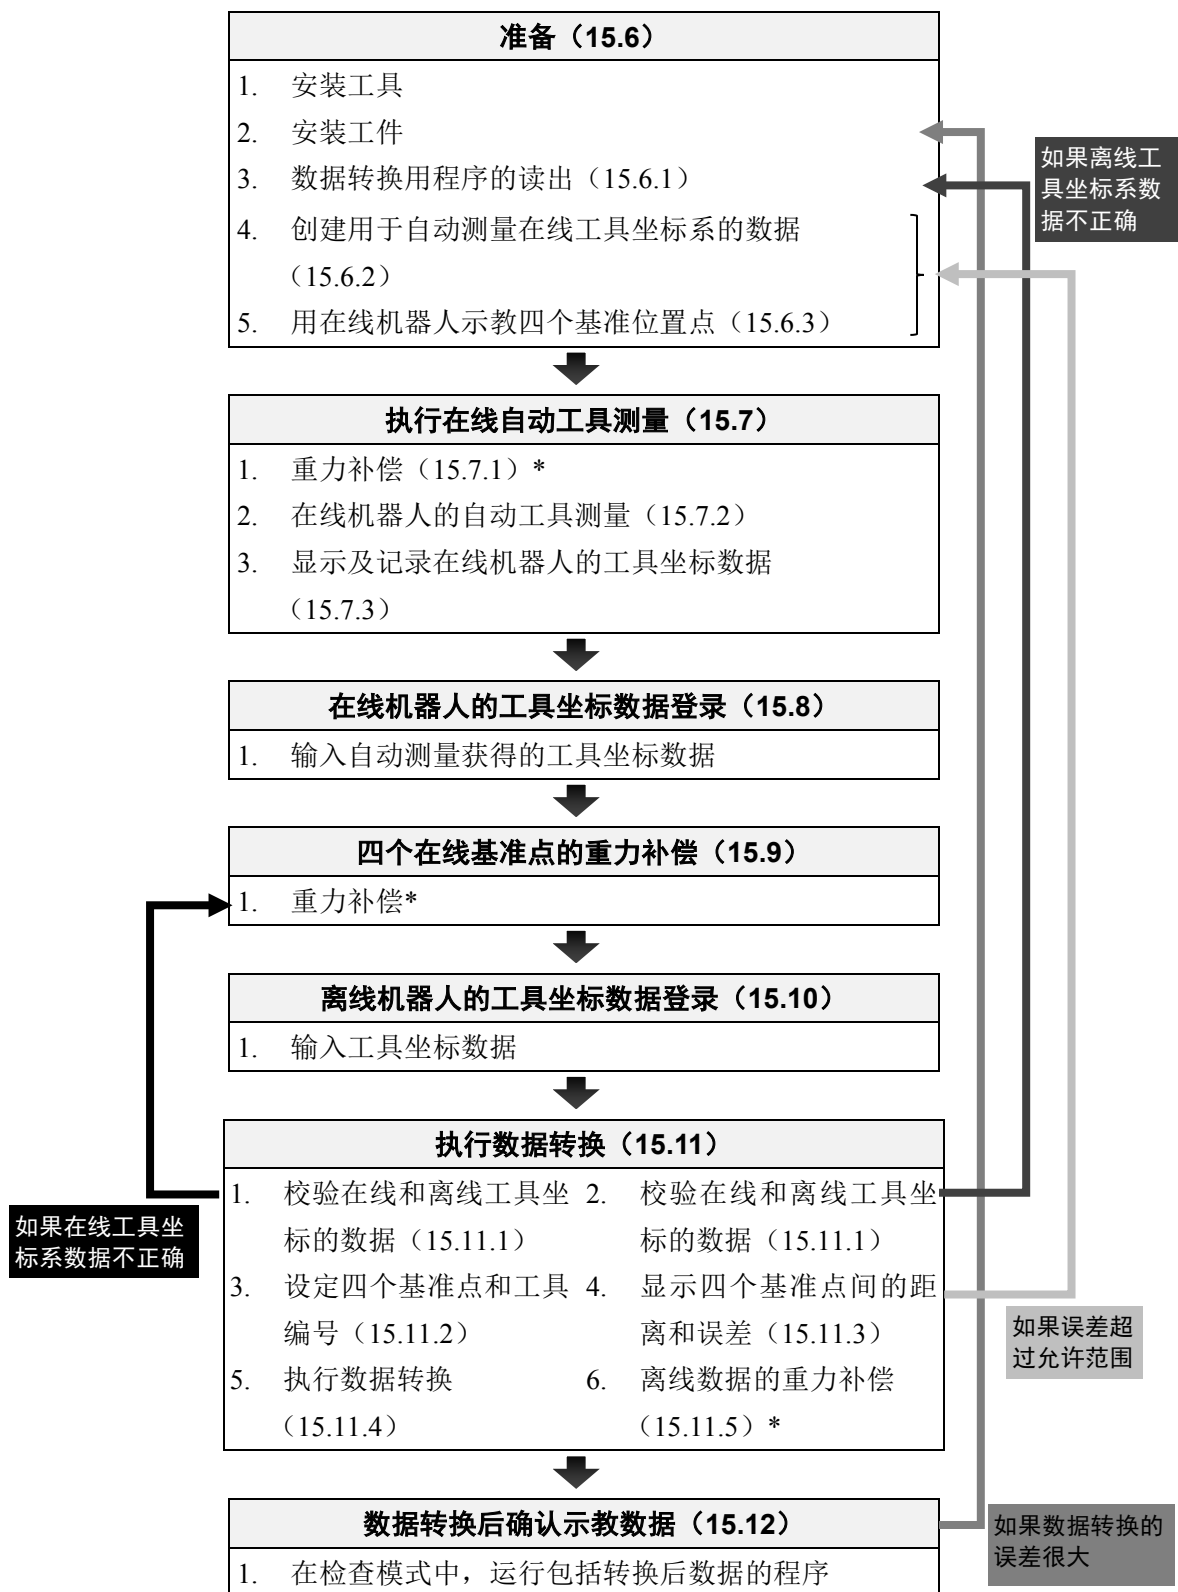 准备（15.6）
1. 安装工具
2. 安装工件
3. 数据转换用程序的读出（15.6.1）
4. 创建用于自动测量在线工具坐标系的数据
（15.6.2）
5. 用在线机器人示教四个基准位置点（15.6.3）
如果离线工
具坐标系数
据不正确
执行在线自动工具测量（15.7）
1. 重力补偿（15.7.1）*
2. 在线机器人的自动工具测量（15.7.2）
3. 显示及记录在线机器人的工具坐标数据
（15.7.3）
在线机器人的工具坐标数据登录（15.8）
1. 输入自动测量获得的工具坐标数据
四个在线基准点的重力补偿（15.9）
1. 重力补偿*
离线机器人的工具坐标数据登录（15.10）
1. 输入工具坐标数据
执行数据转换（15.11）
1. 校验在线和离线工具坐
标的数据（15.11.1）
2. 校验在线和离线工具坐
标的数据（15.11.1）
3. 设定四个基准点和工具
编号（15.11.2）
4. 显示四个基准点间的距
离和误差（15.11.3）
5. 执行数据转换
（15.11.4）
6. 离线数据的重力补偿
（15.11.5）*
如果在线工具坐
标系数据不正确
如果误差超
过允许范围
数据转换后确认示教数据（15.12）
1. 在检查模式中，运行包括转换后数据的程序
如果数据转换的
误差很大